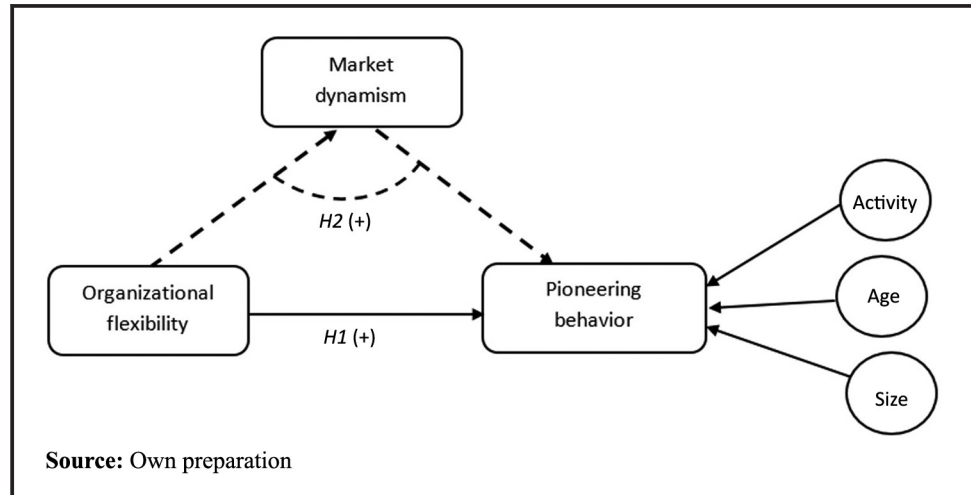 Market
dynamism
H2 (+)
Organizational
flexibility
H1 (+)
Pioneering
behavior
Activity
Age
Size
Source: Own preparation